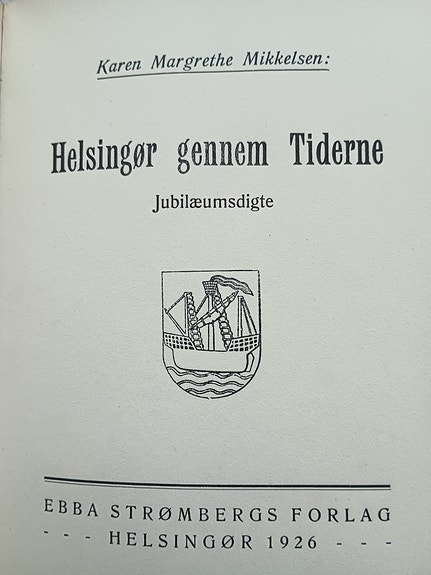 Karen Margrethe Mikkelsen:
Helsingør gennem Tiderne
Jubilæumsdigte
EBBA STRØMBERGS FORLAG
- - - HELSINGØR 1926 - - -